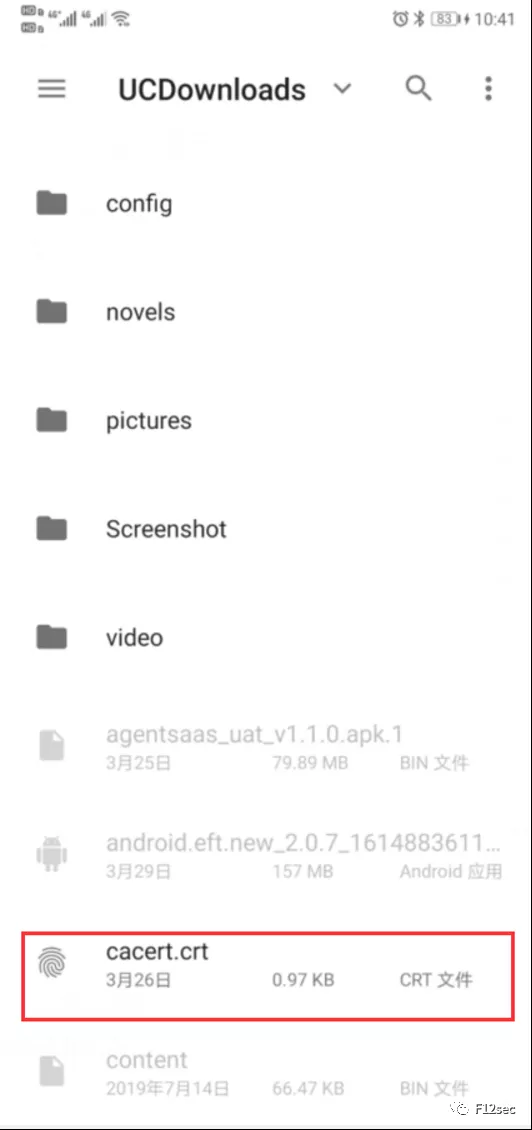 83 10:41
UCDownloads
config
novels
pictures
Screenshot
video
agentsaas_uat_v1.1.0.apk.1
3月25日 79.89 MB BIN 文件
android.eft.new_2.0.7_1614883611...
3月29日 157 MB Android 应用
cacert.crt
3月26日 0.97 KB CRT 文件
content
2019年7月14日 66.47 KB BIN 文件
F12sec